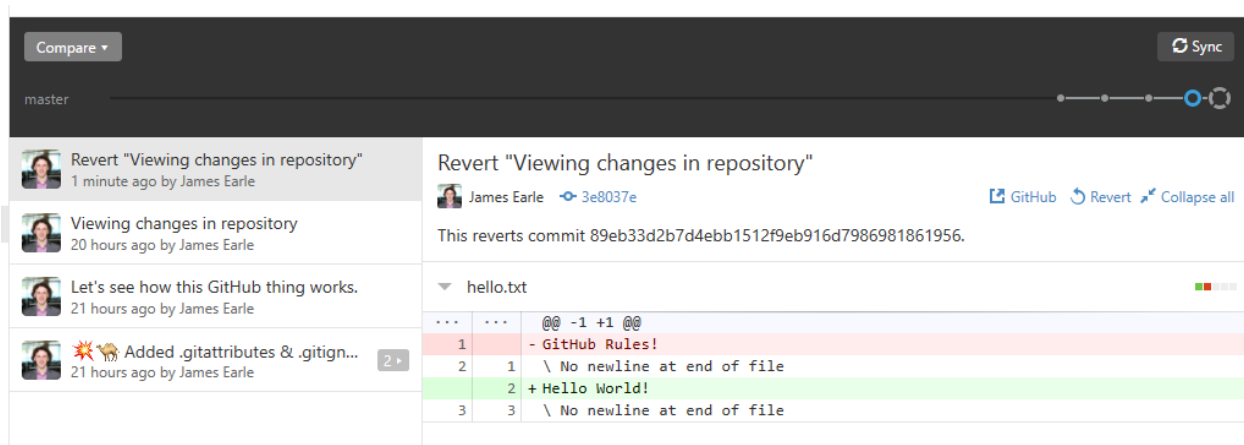 Compare
Sync
master
Revert "Viewing changes in repository"
1 minute ago by James Earle
Viewing changes in repository
20 hours ago by James Earle
Let's see how this GitHub thing works.
21 hours ago by James Earle
💥🐫 Added .gitattributes & .gitign...
2
21 hours ago by James Earle
Revert "Viewing changes in repository"
James Earle 3e8037e GitHub Revert Collapse all
This reverts commit 89eb33d2b7d4ebb1512f9eb916d7986981861956.
hello.txt
... ... @@ -1 +1 @@
1 - GitHub Rules!
2 1 \ No newline at end of file
2 + Hello World!
3 3 \ No newline at end of file